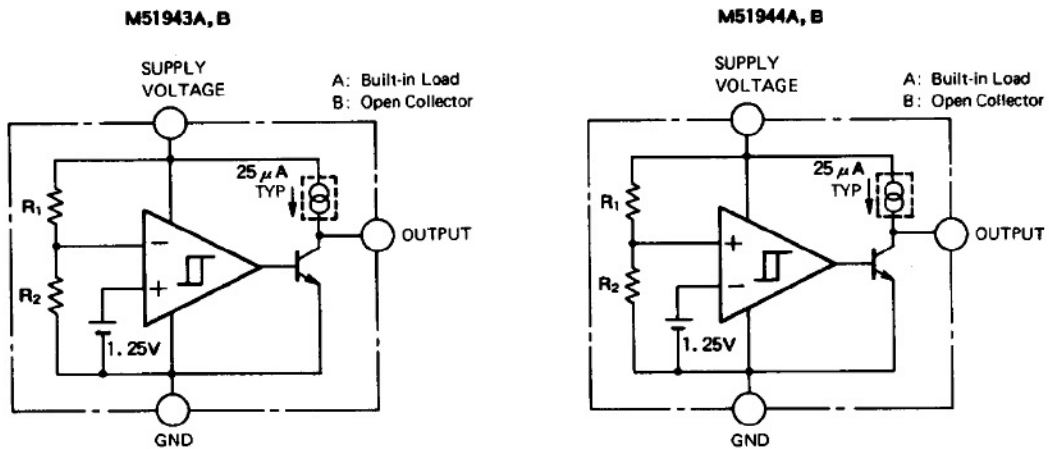 M51943A, B
SUPPLY
VOLTAGE
A: Built-in Load
B: Open Collector
25 μA
TYP
R1
R2
−
+
1.25V
OUTPUT
GND
M51944A, B
SUPPLY
VOLTAGE
A: Built-in Load
B: Open Collector
25 μA
TYP
R1
R2
+
−
1.25V
OUTPUT
GND